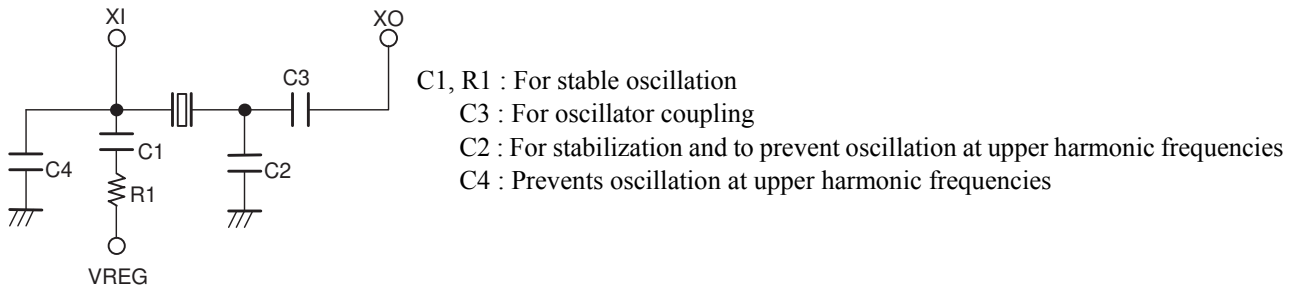 XI
XO
C3
C1
C4
C2
R1
VREG
C1, R1 : For stable oscillation
C3 : For oscillator coupling
C2 : For stabilization and to prevent oscillation at upper harmonic frequencies
C4 : Prevents oscillation at upper harmonic frequencies